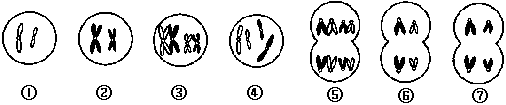 ① ② ③ ④ ⑤ ⑥ ⑦